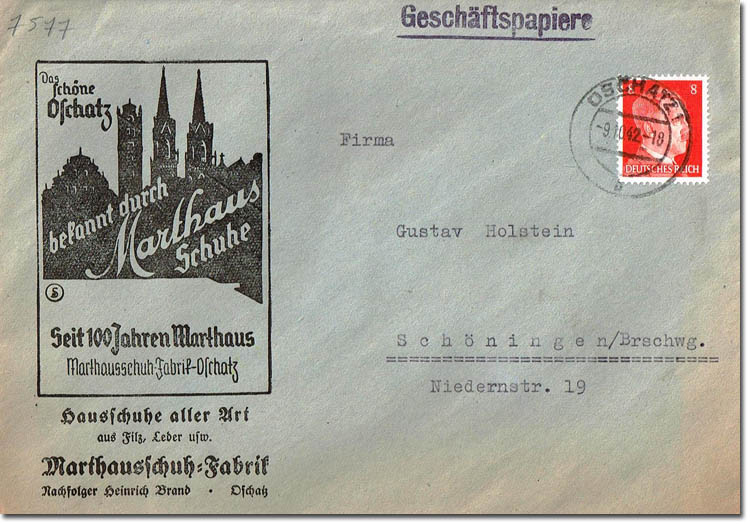 7577
Geschäftspapiere
Das
schöne
Oschatz
bekannt durch
Marthaus
Schuhe
S
Seit 100 Jahren Marthaus
Marthausschuh-Fabrik-Oschatz
Hausschuhe aller Art
aus Filz, Leder usw.
Marthausschuh-Fabrik
Nachfolger Heinrich Brand • Oschatz
OSCHATZ 1
-9.10.42-18
b
8 8
DEUTSCHES REICH
Firma
Gustav Holstein
Schöningen/Brschwg.
Niedernstr. 19